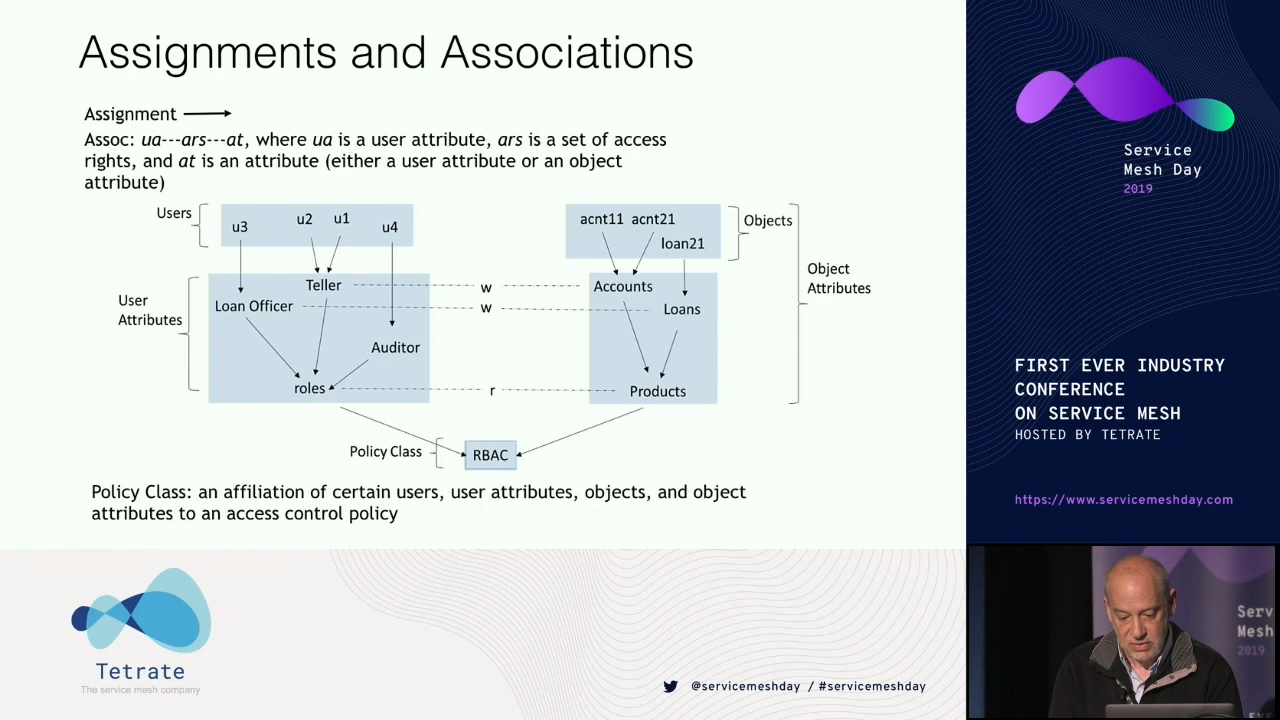 Assignments and Associations
Assignment
Assoc: ua---ars---at, where ua is a user attribute, ars is a set of access
rights, and at is an attribute (either a user attribute or an object
attribute)
Users
u3
u2
u1
u4
acnt11
acnt21
loan21
Objects
User
Attributes
Teller
Loan Officer
Auditor
roles
w
w
r
Accounts
Loans
Products
Object
Attributes
Policy Class
RBAC
Policy Class: an affiliation of certain users, user attributes, objects, and object
attributes to an access control policy
Service
Mesh Day
2019
FIRST EVER INDUSTRY
CONFERENCE
ON SERVICE MESH
HOSTED BY TETRATE
https://www.servicemeshday.com
Tetrate
The service mesh company
@servicemeshday / #servicemeshday
Serv
Mesh
2019